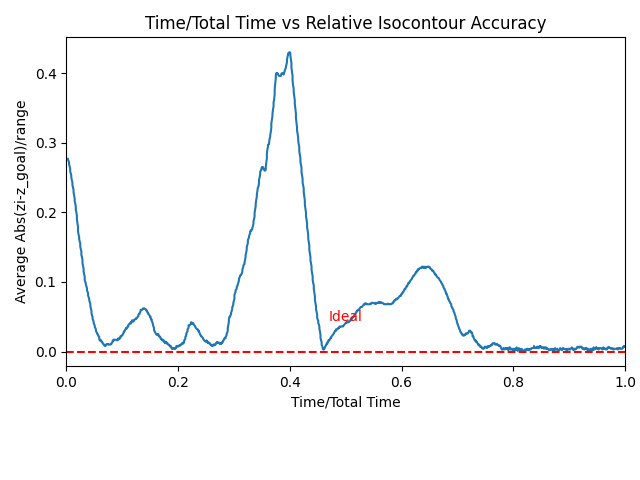 Time/Total Time vs Relative Isocontour Accuracy
Average Abs(zi-z_goal)/range
0.4
0.3
0.2
0.1
0.0
Ideal
0.0 0.2 0.4 0.6 0.8 1.0
Time/Total Time